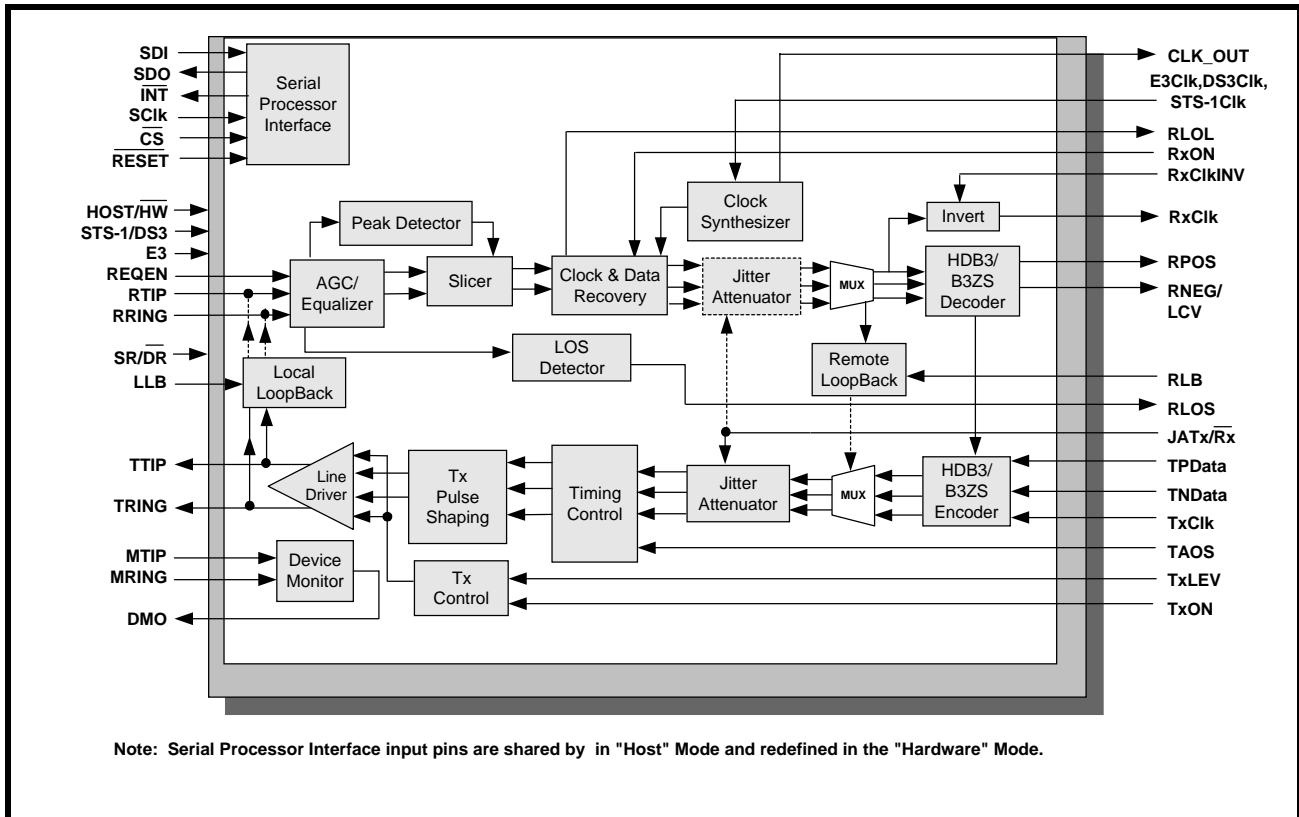 SDI
SDO
INT
SClk
CS
RESET
HOST/HW
STS-1/DS3
E3
REQEN
RTIP
RRING
SR/DR
LLB
TTIP
TRING
MTIP
MRING
DMO
Serial
Processor
Interface
Peak Detector
AGC/
Equalizer
Slicer
Clock & Data
Recovery
Clock
Synthesizer
Jitter
Attenuator
MUX
Invert
HDB3/
B3ZS
Decoder
LOS
Detector
Remote
LoopBack
Local
LoopBack
Line
Driver
Tx
Pulse
Shaping
Timing
Control
Jitter
Attenuator
MUX
HDB3/
B3ZS
Encoder
Device
Monitor
Tx
Control
CLK_OUT
E3Clk,DS3Clk,
STS-1Clk
RLOL
RxON
RxClkINV
RxClk
RPOS
RNEG/
LCV
RLB
RLOS
JATx/Rx
TPData
TNData
TxClk
TAOS
TxLEV
TxON
Note: Serial Processor Interface input pins are shared by in "Host" Mode and redefined in the "Hardware" Mode.